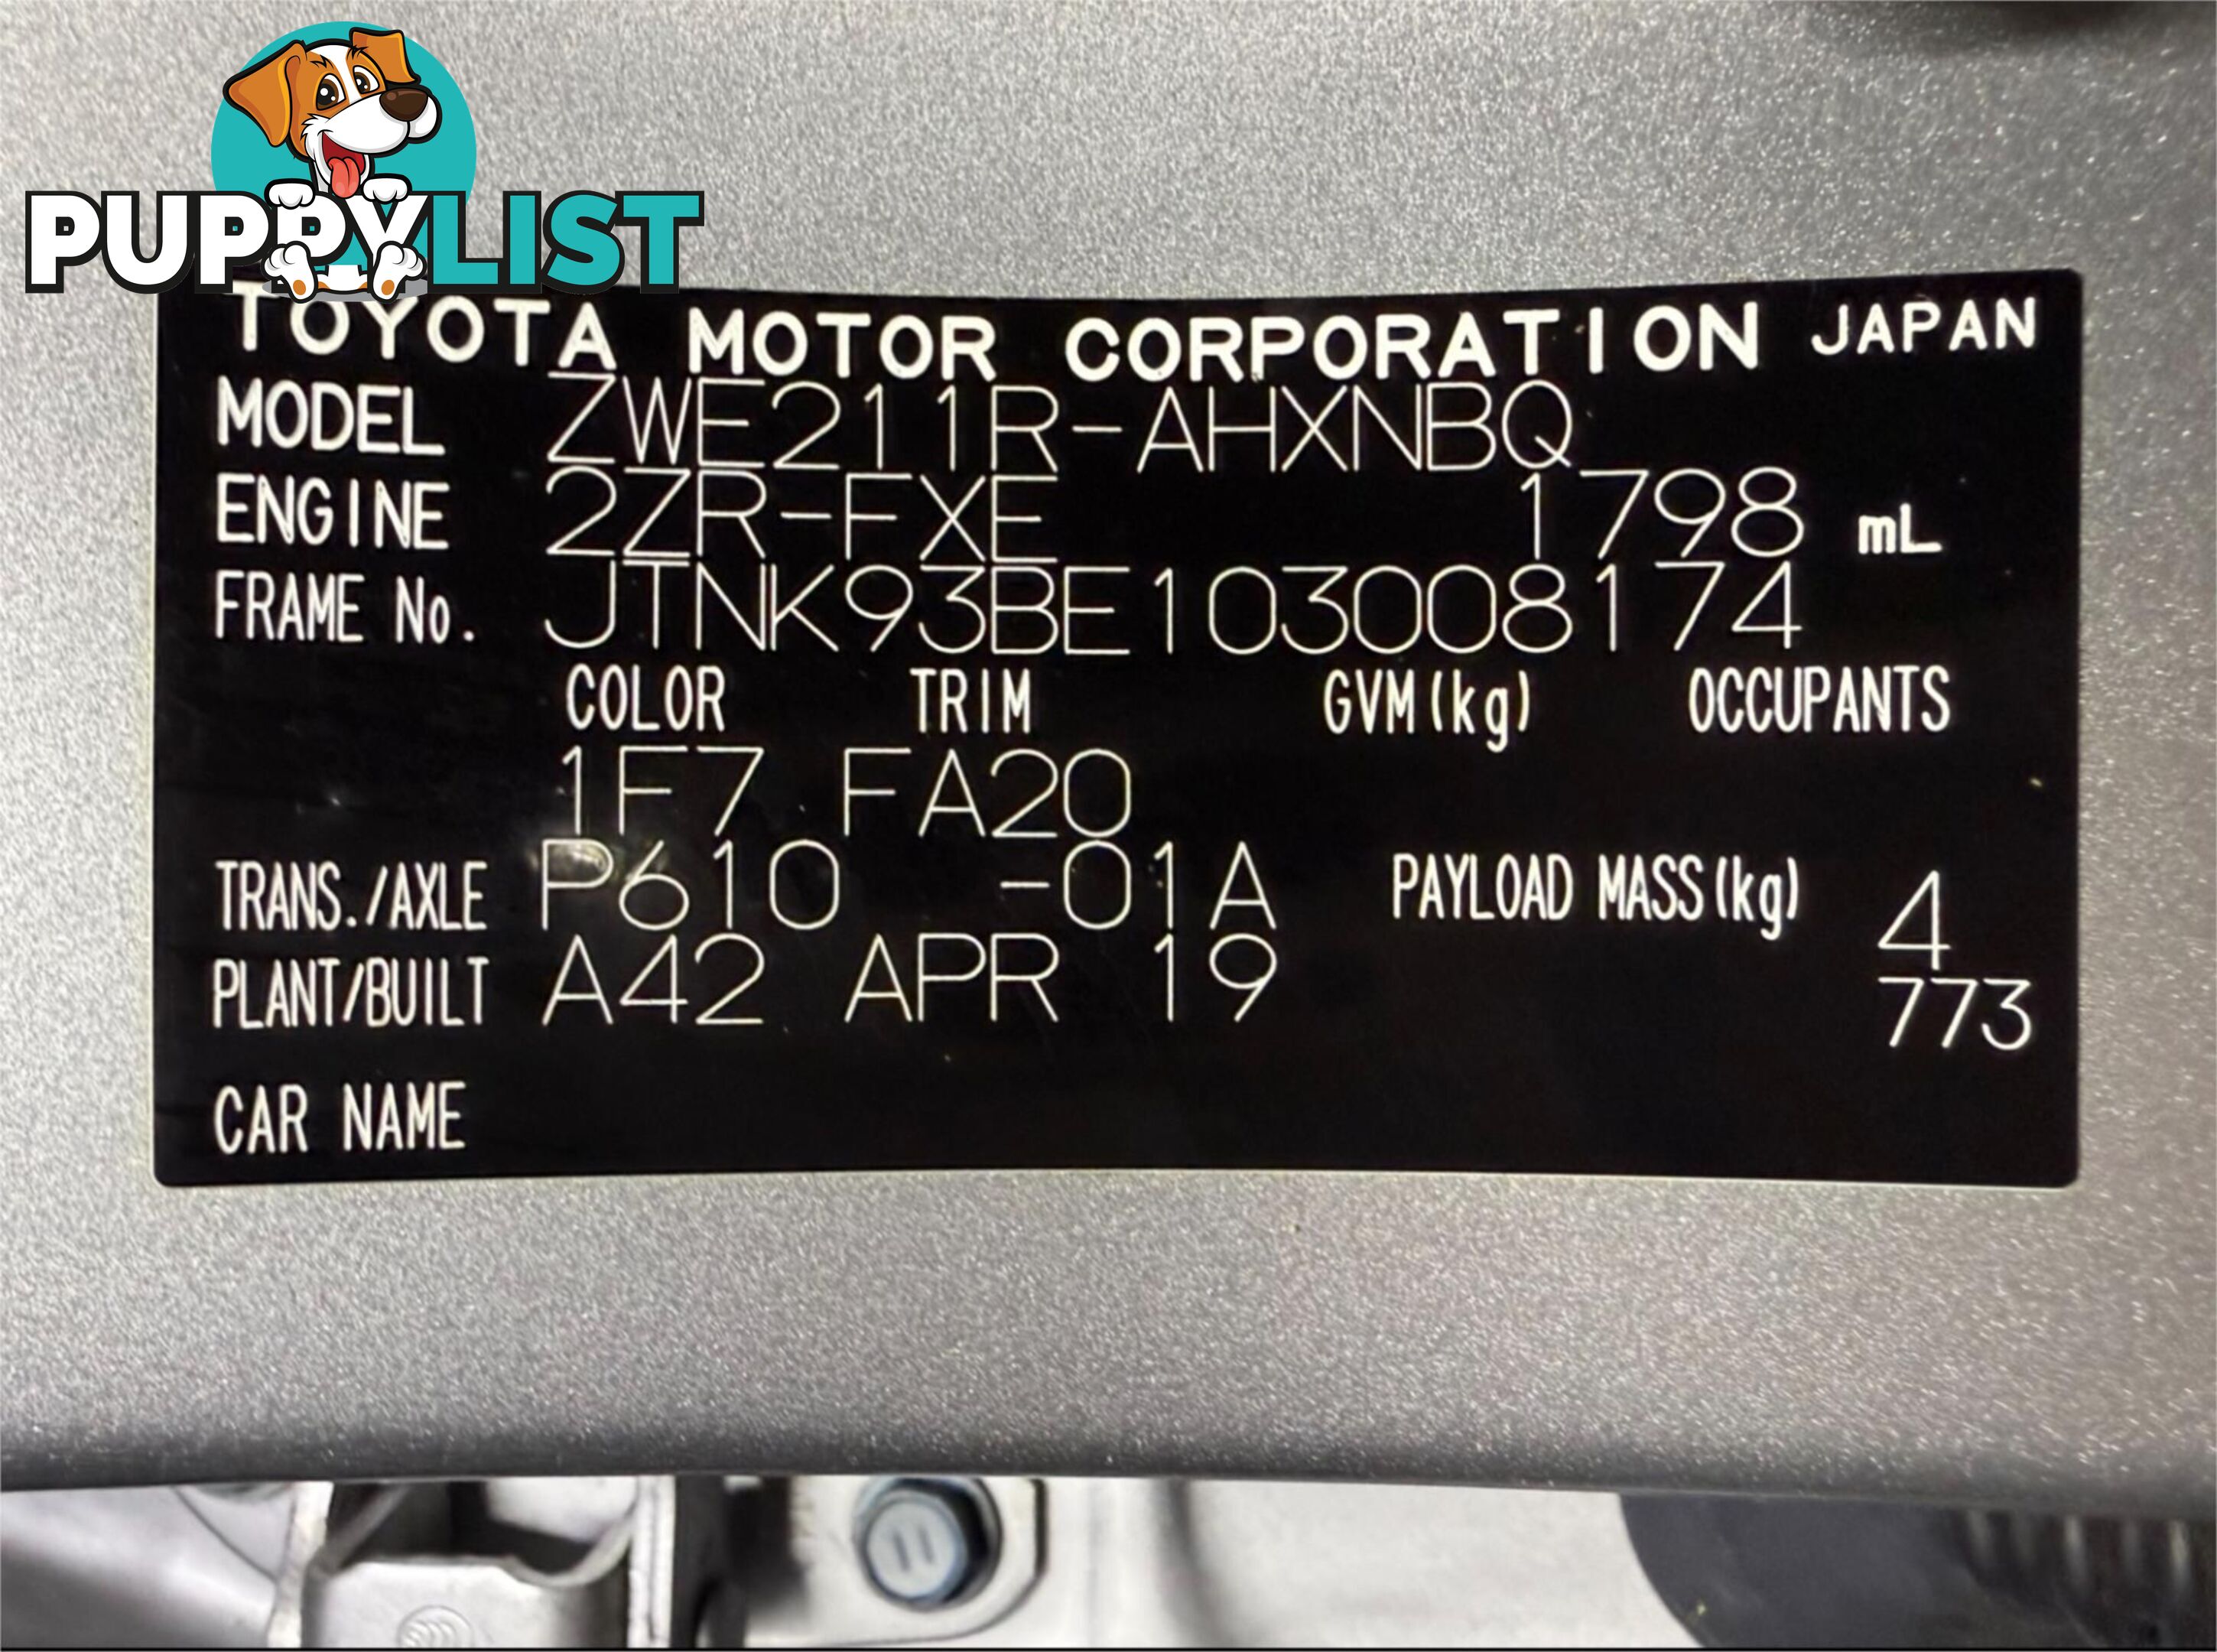 PUPPYLIST
TOYOTA MOTOR CORPORATION JAPAN
MODEL ZWE211R-AHXNBQ
ENGINE 2ZR-FXE 1798 mL
FRAME No. JTNK93BE103008174
COLOR TRIM GVM(kg) OCCUPANTS
1F7 FA20
TRANS./AXLE P610 -01A PAYLOAD MASS(kg) 4
PLANT/BUILT A42 APR 19 773
CAR NAME